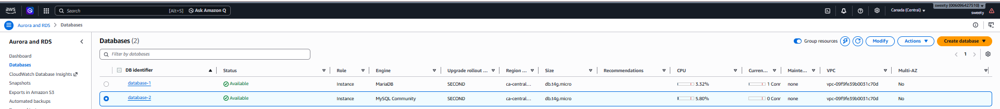 aws Search [Alt+S] Ask Amazon Q Canada (Central) sweety (006096427510)
sweety
Aurora and RDS > Databases
Aurora and RDS
Dashboard
Databases
CloudWatch Database Insights
Snapshots
Exports in Amazon S3
Automated backups
Databases (2) Group resources Modify Actions Create database
Filter by databases 1
DB identifier Status Role Engine Upgrade rollout ... Region ... Size Recommendations CPU Curren... Mainte... VPC Multi-AZ
database-1 Available Instance MariaDB SECOND ca-central... db.t4g.micro 3.32% 1 Conr none vpc-09f9fe39b0031c70d No
database-2 Available Instance MySQL Community SECOND ca-central... db.t4g.micro 5.80% 0 Conr none vpc-09f9fe39b0031c70d No